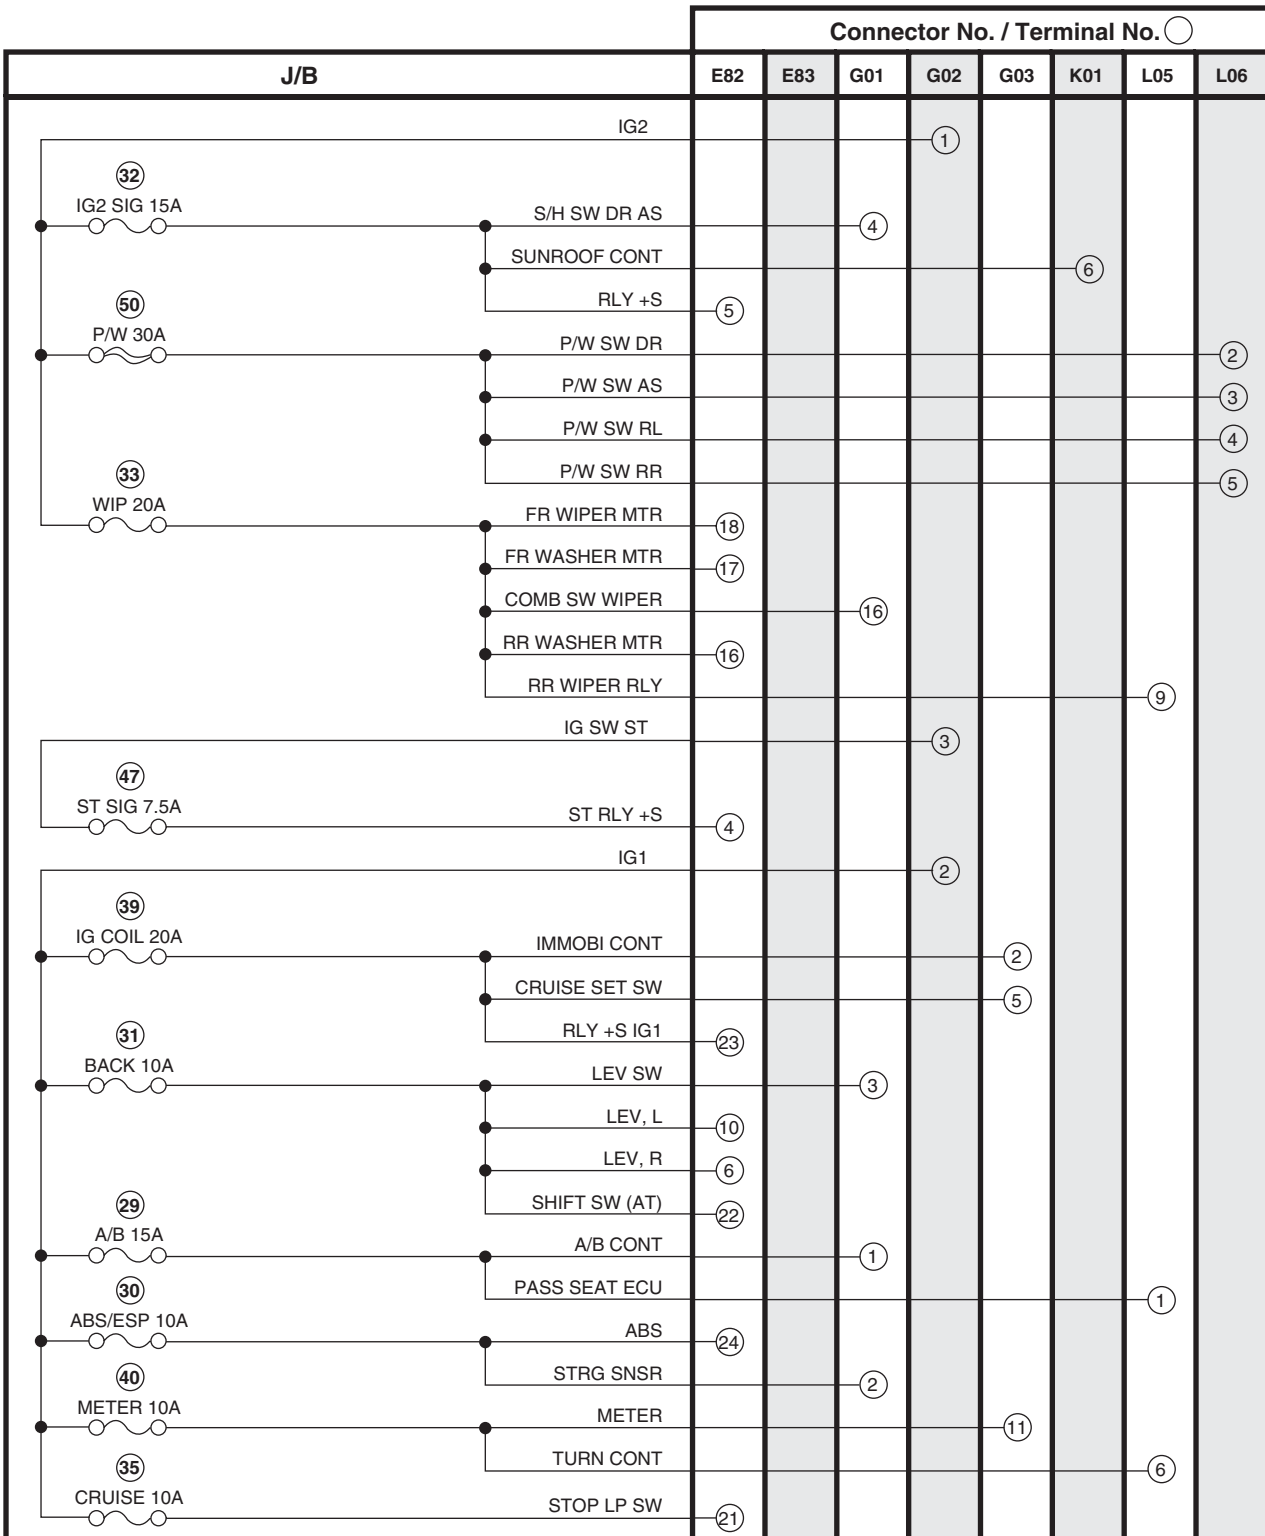 Connector No. / Terminal No.
J/B E82 E83 G01 G02 G03 K01 L05 L06
IG2 1
32
IG2 SIG 15A S/H SW DR AS 4
SUNROOF CONT 6
RLY +S 5
50
P/W 30A P/W SW DR 2
P/W SW AS 3
P/W SW RL 4
P/W SW RR 5
33
WIP 20A FR WIPER MTR 18
FR WASHER MTR 17
COMB SW WIPER 16
RR WASHER MTR 16
RR WIPER RLY 9
IG SW ST 3
47
ST SIG 7.5A ST RLY +S 4
IG1 2
39
IG COIL 20A IMMOBI CONT 2
CRUISE SET SW 5
RLY +S IG1 23
31
BACK 10A LEV SW 3
LEV, L 10
LEV, R 6
SHIFT SW (AT) 22
29
A/B 15A A/B CONT 1
PASS SEAT ECU 1
30
ABS/ESP 10A ABS 24
STRG SNSR 2
40
METER 10A METER 11
TURN CONT 6
35
CRUISE 10A STOP LP SW 21